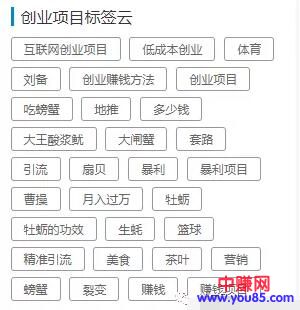 创业项目标签云
互联网创业项目 低成本创业 体育
刘备 创业赚钱方法 创业项目
吃螃蟹 地推 多少钱
大王酸浆鱿 大闸蟹 套路
引流 扇贝 暴利 暴利项目
曹操 月入过万 牡蛎
牡蛎的功效 生蚝 篮球
精准引流 美食 茶叶 营销
螃蟹 裂变 赚钱 赚钱项目
中赚网
www.you85.com